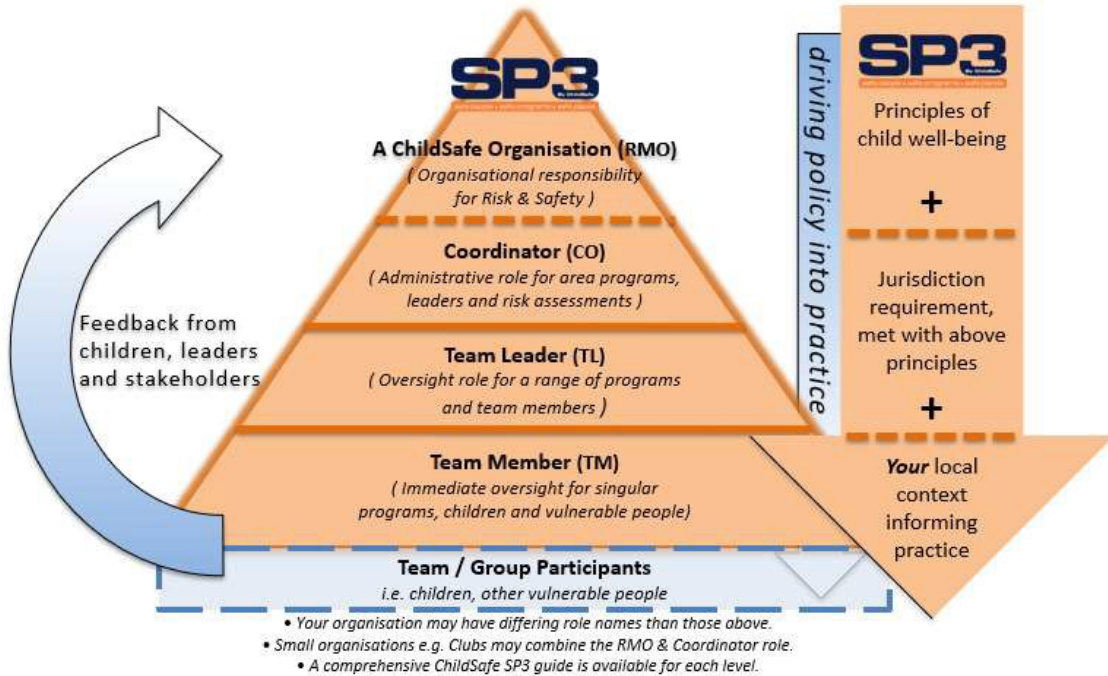 SP3
By ChildSafe
A ChildSafe Organisation (RMO)
( Organisational responsibility
for Risk & Safety )
Coordinator (CO)
( Administrative role for area programs,
leaders and risk assessments )
Team Leader (TL)
( Oversight role for a range of programs
and team members )
Team Member (TM)
( Immediate oversight for singular
programs, children and vulnerable people)
Team / Group Participants
i.e. children, other vulnerable people
• Your organisation may have differing role names than those above.
• Small organisations e.g. Clubs may combine the RMO & Coordinator role.
• A comprehensive ChildSafe SP3 guide is available for each level.
Feedback from
children, leaders
and stakeholders
driving policy into practice
SP3
By ChildSafe
Principles of
child well-being
+
Jurisdiction
requirement,
met with above
principles
+
Your local
context
informing
practice